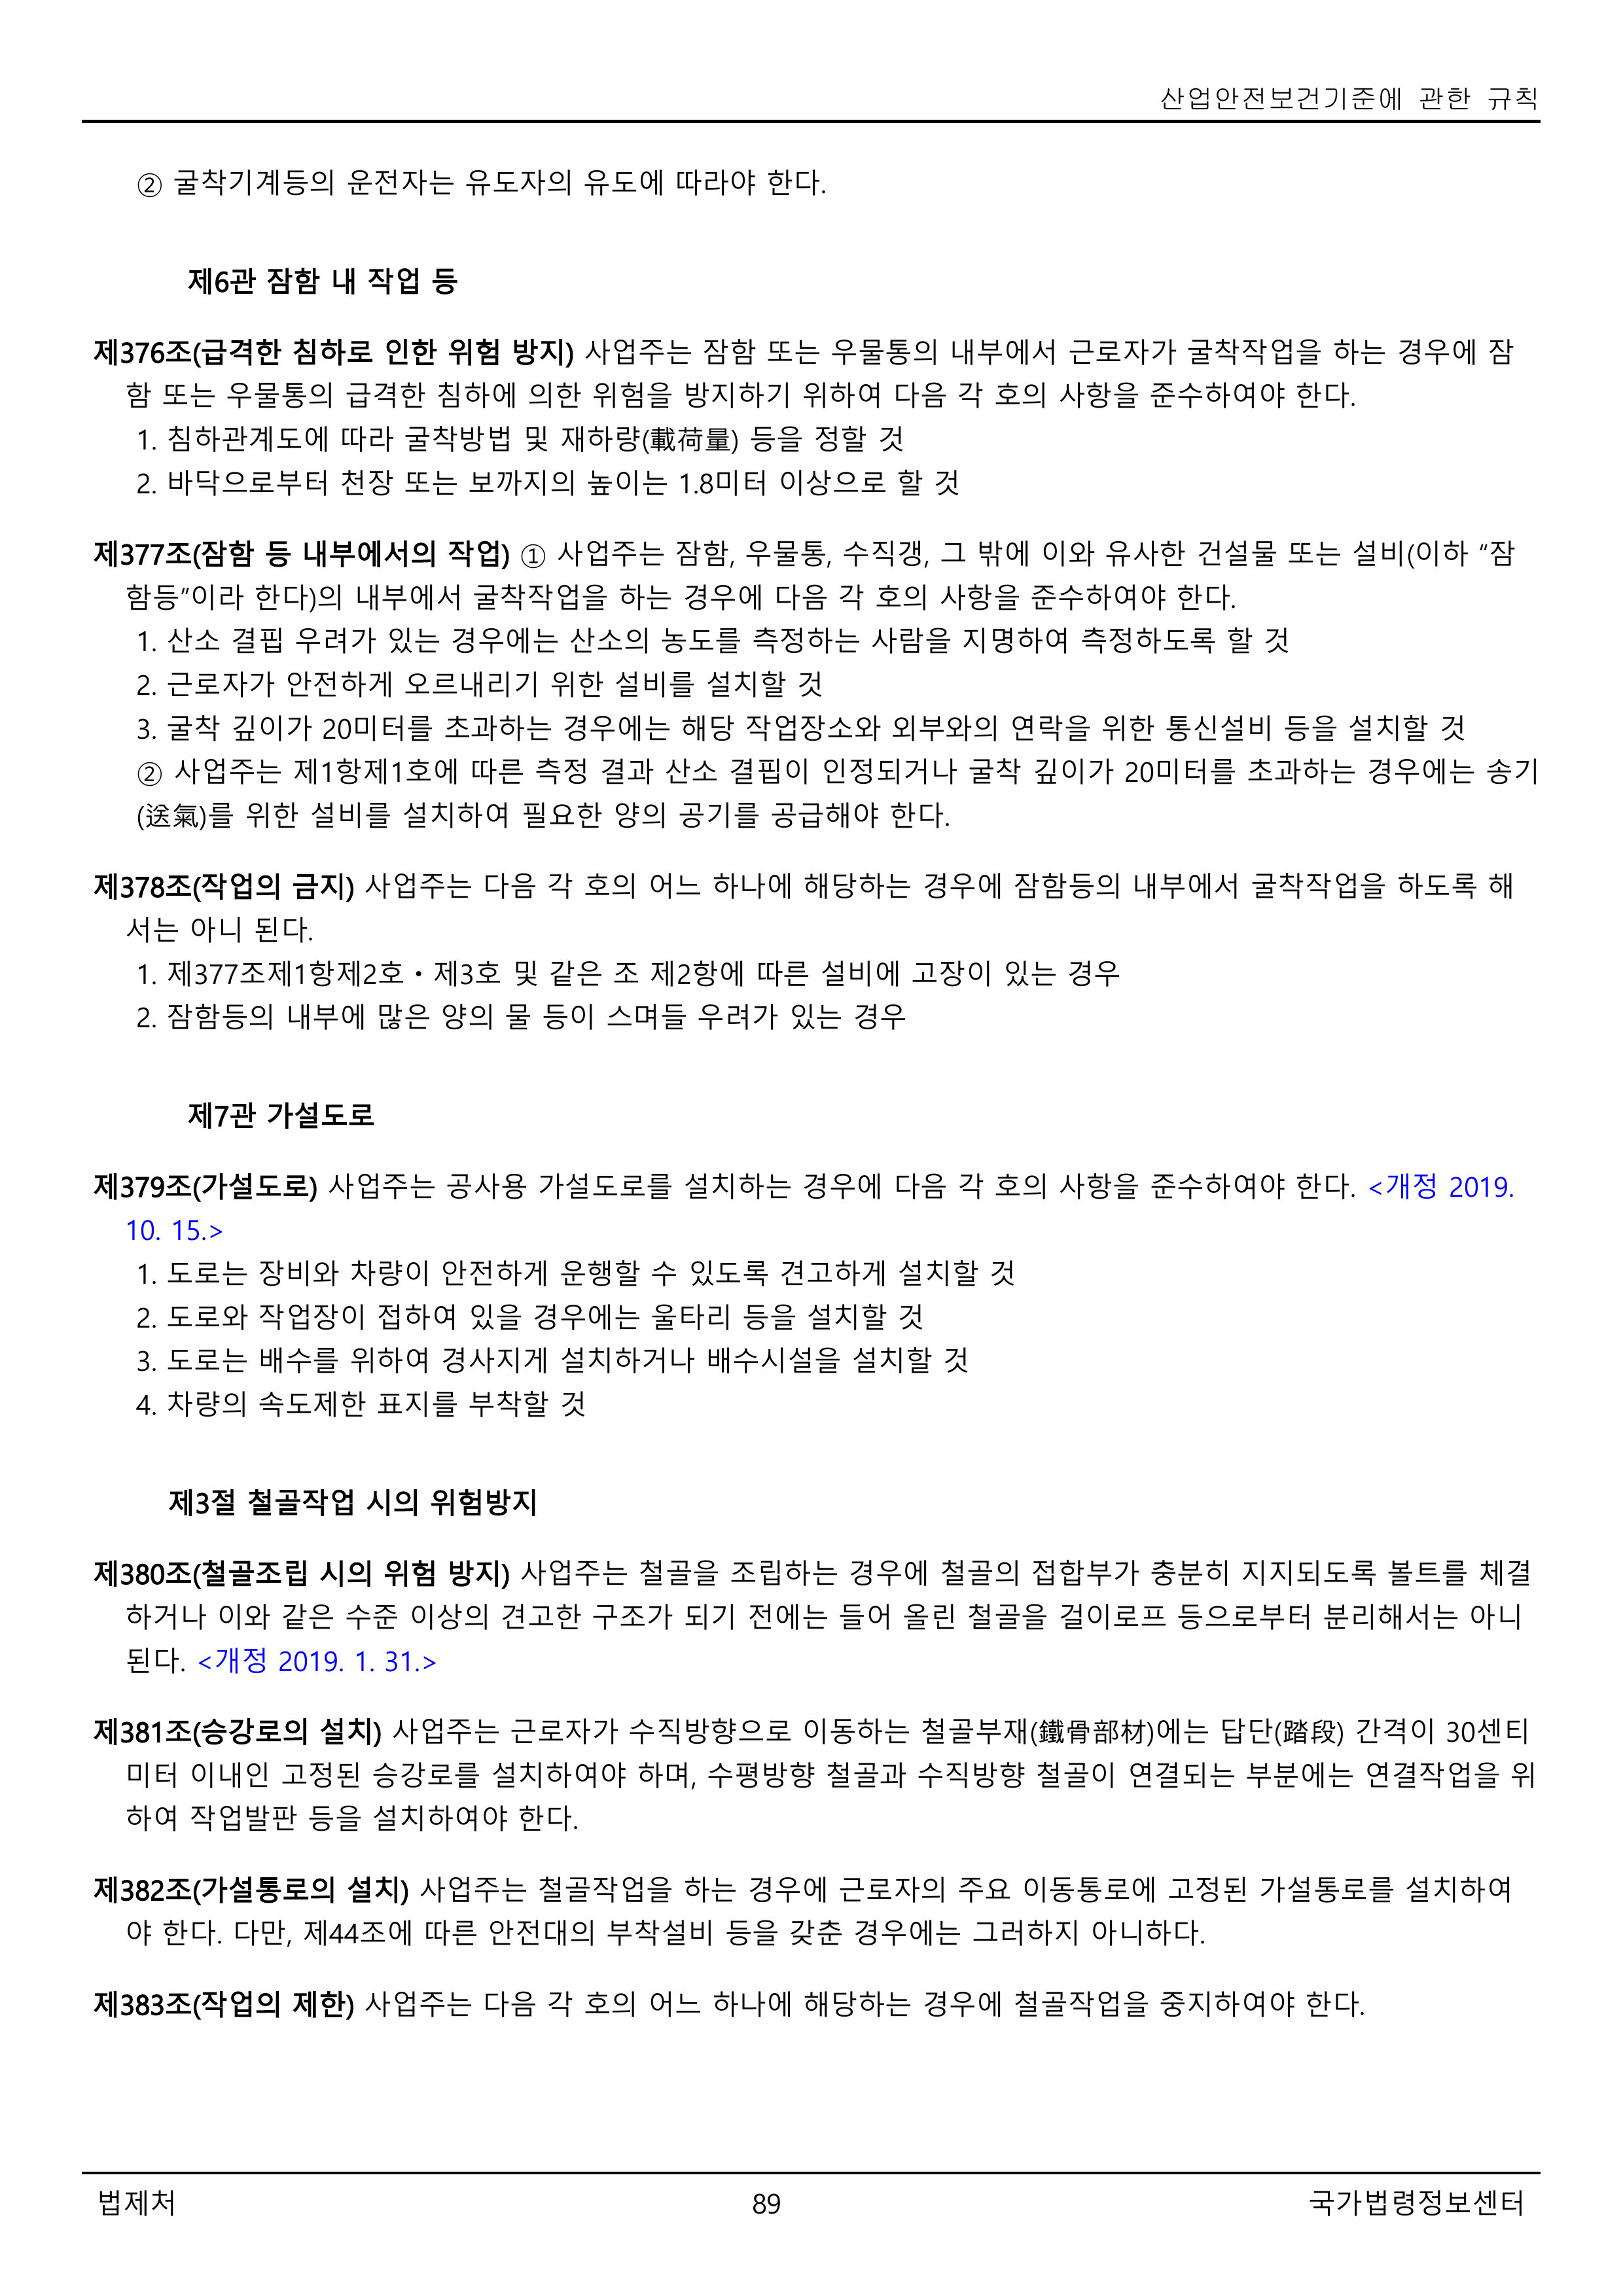 산업안전보건기준에 관한 규칙
② 굴착기계등의 운전자는 유도자의 유도에 따라야 한다.
제6관 잠함 내 작업 등
제376조(급격한 침하로 인한 위험 방지) 사업주는 잠함 또는 우물통의 내부에서 근로자가 굴착작업을 하는 경우에 잠
함 또는 우물통의 급격한 침하에 의한 위험을 방지하기 위하여 다음 각 호의 사항을 준수하여야 한다.
1. 침하관계도에 따라 굴착방법 및 재하량(載荷量) 등을 정할 것
2. 바닥으로부터 천장 또는 보까지의 높이는 1.8미터 이상으로 할 것
제377조(잠함 등 내부에서의 작업) ① 사업주는 잠함, 우물통, 수직갱, 그 밖에 이와 유사한 건설물 또는 설비(이하 “잠
함등”이라 한다)의 내부에서 굴착작업을 하는 경우에 다음 각 호의 사항을 준수하여야 한다.
1. 산소 결핍 우려가 있는 경우에는 산소의 농도를 측정하는 사람을 지명하여 측정하도록 할 것
2. 근로자가 안전하게 오르내리기 위한 설비를 설치할 것
3. 굴착 깊이가 20미터를 초과하는 경우에는 해당 작업장소와 외부와의 연락을 위한 통신설비 등을 설치할 것
② 사업주는 제1항제1호에 따른 측정 결과 산소 결핍이 인정되거나 굴착 깊이가 20미터를 초과하는 경우에는 송기
(送氣)를 위한 설비를 설치하여 필요한 양의 공기를 공급해야 한다.
제378조(작업의 금지) 사업주는 다음 각 호의 어느 하나에 해당하는 경우에 잠함등의 내부에서 굴착작업을 하도록 해
서는 아니 된다.
1. 제377조제1항제2호ㆍ제3호 및 같은 조 제2항에 따른 설비에 고장이 있는 경우
2. 잠함등의 내부에 많은 양의 물 등이 스며들 우려가 있는 경우
제7관 가설도로
제379조(가설도로) 사업주는 공사용 가설도로를 설치하는 경우에 다음 각 호의 사항을 준수하여야 한다. <개정 2019.
10. 15.>
1. 도로는 장비와 차량이 안전하게 운행할 수 있도록 견고하게 설치할 것
2. 도로와 작업장이 접하여 있을 경우에는 울타리 등을 설치할 것
3. 도로는 배수를 위하여 경사지게 설치하거나 배수시설을 설치할 것
4. 차량의 속도제한 표지를 부착할 것
제3절 철골작업 시의 위험방지
제380조(철골조립 시의 위험 방지) 사업주는 철골을 조립하는 경우에 철골의 접합부가 충분히 지지되도록 볼트를 체결
하거나 이와 같은 수준 이상의 견고한 구조가 되기 전에는 들어 올린 철골을 걸이로프 등으로부터 분리해서는 아니
된다. <개정 2019. 1. 31.>
제381조(승강로의 설치) 사업주는 근로자가 수직방향으로 이동하는 철골부재(鐵骨部材)에는 답단(踏段) 간격이 30센티
미터 이내인 고정된 승강로를 설치하여야 하며, 수평방향 철골과 수직방향 철골이 연결되는 부분에는 연결작업을 위
하여 작업발판 등을 설치하여야 한다.
제382조(가설통로의 설치) 사업주는 철골작업을 하는 경우에 근로자의 주요 이동통로에 고정된 가설통로를 설치하여
야 한다. 다만, 제44조에 따른 안전대의 부착설비 등을 갖춘 경우에는 그러하지 아니하다.
제383조(작업의 제한) 사업주는 다음 각 호의 어느 하나에 해당하는 경우에 철골작업을 중지하여야 한다.
법제처 89 국가법령정보센터